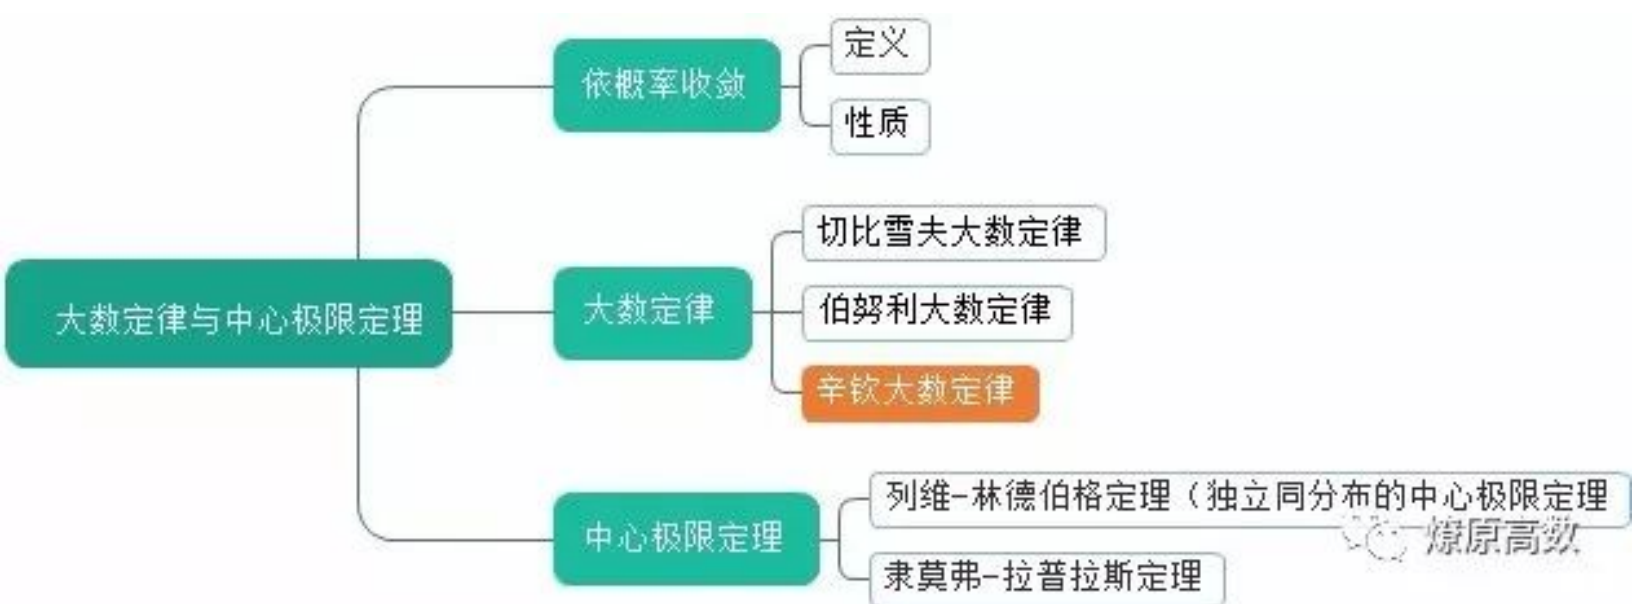 依概率收敛
定义
性质
大数定律与中心极限定理
大数定律
切比雪夫大数定律
伯努利大数定律
辛钦大数定律
中心极限定理
列维-林德伯格定理（独立同分布的中心极限定理
隶莫弗-拉普拉斯定理
燎原高数